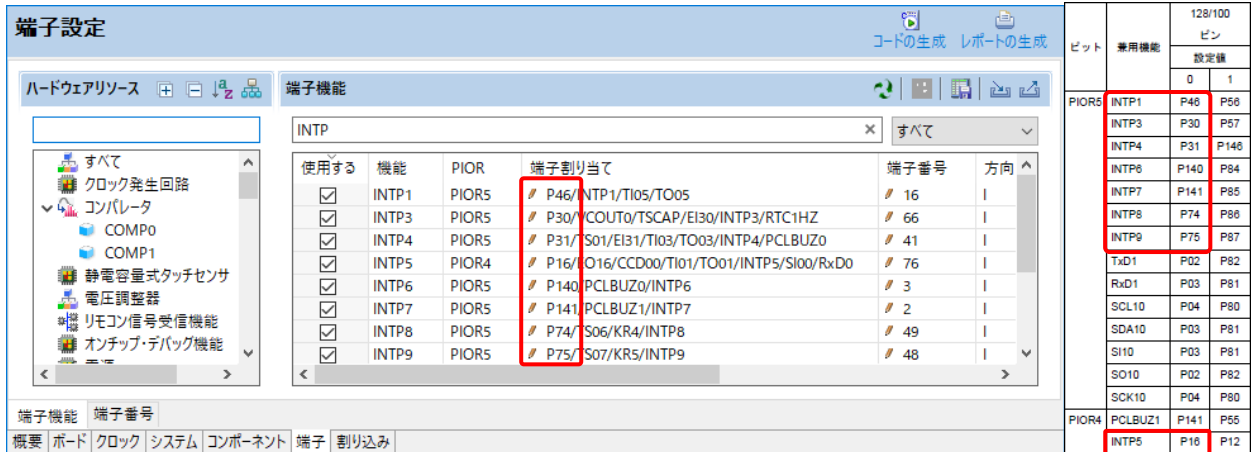 端子設定
コードの生成 レポートの生成
ハードウェアリソース
端子機能
INTP
すべて
すべて
クロック発生回路
コンパレータ
COMP0
COMP1
静電容量式タッチセンサ
電圧調整器
リモコン信号受信機能
オンチップ・デバッグ機能
使用する 機能 PIOR 端子割り当て 端子番号 方向
INTP1 PIOR5 P46/INTP1/TI05/TO05 16 I
INTP3 PIOR5 P30/VCOUT0/TSCAP/EI30/INTP3/RTC1HZ 66 I
INTP4 PIOR5 P31/TS01/EI31/TI03/TO03/INTP4/PCLBUZ0 41 I
INTP5 PIOR4 P16/EO16/CCD00/TI01/TO01/INTP5/SI00/RxD0 76 I
INTP6 PIOR5 P140/PCLBUZ0/INTP6 3 I
INTP7 PIOR5 P141/PCLBUZ1/INTP7 2 I
INTP8 PIOR5 P74/TS06/KR4/INTP8 49 I
INTP9 PIOR5 P75/TS07/KR5/INTP9 48 I
端子機能 端子番号
概要 ボード クロック システム コンポーネント 端子 割り込み
ビット 兼用機能 128/100
ピン
設定値
0 1
PIOR5 INTP1 P46 P56
INTP3 P30 P57
INTP4 P31 P146
INTP6 P140 P84
INTP7 P141 P85
INTP8 P74 P86
INTP9 P75 P87
TxD1 P02 P82
RxD1 P03 P81
SCL10 P04 P80
SDA10 P03 P81
SI10 P03 P81
SO10 P02 P82
SCK10 P04 P80
PIOR4 PCLBUZ1 P141 P55
INTP5 P16 P12